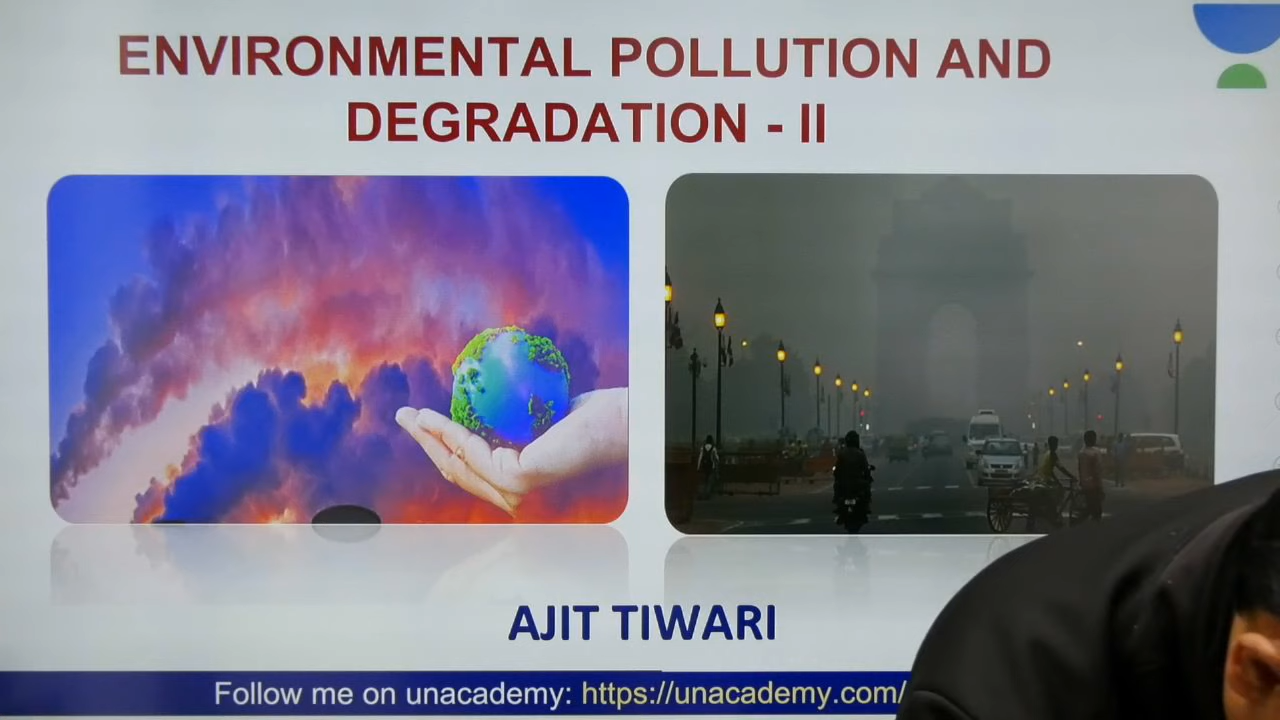 ENVIRONMENTAL POLLUTION AND
DEGRADATION - II
AJIT TIWARI
Follow me on unacademy: https://unacademy.com/